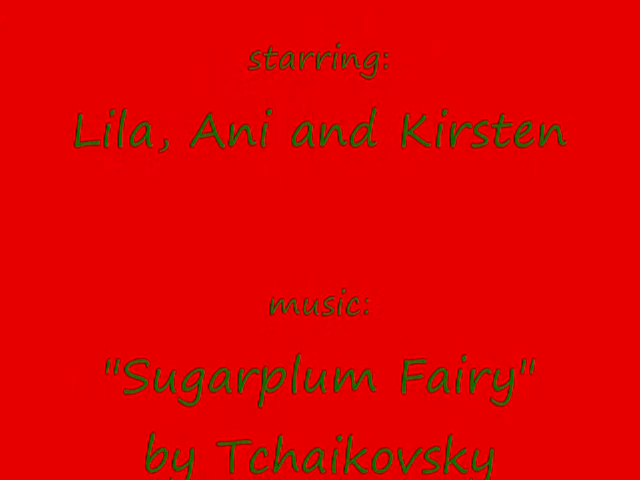 starring:
Lila, Ani and Kirsten
music:
"Sugarplum Fairy"
by Tchaikovsky